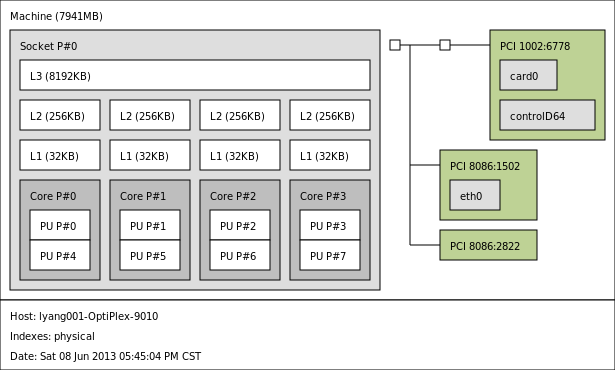 Machine (7941MB)
Socket P#0
L3 (8192KB)
L2 (256KB) L2 (256KB) L2 (256KB) L2 (256KB)
L1 (32KB) L1 (32KB) L1 (32KB) L1 (32KB)
Core P#0 Core P#1 Core P#2 Core P#3
PU P#0 PU P#1 PU P#2 PU P#3
PU P#4 PU P#5 PU P#6 PU P#7
PCI 1002:6778
card0
controlD64
PCI 8086:1502
eth0
PCI 8086:2822
Host: lyang001-OptiPlex-9010
Indexes: physical
Date: Sat 08 Jun 2013 05:45:04 PM CST